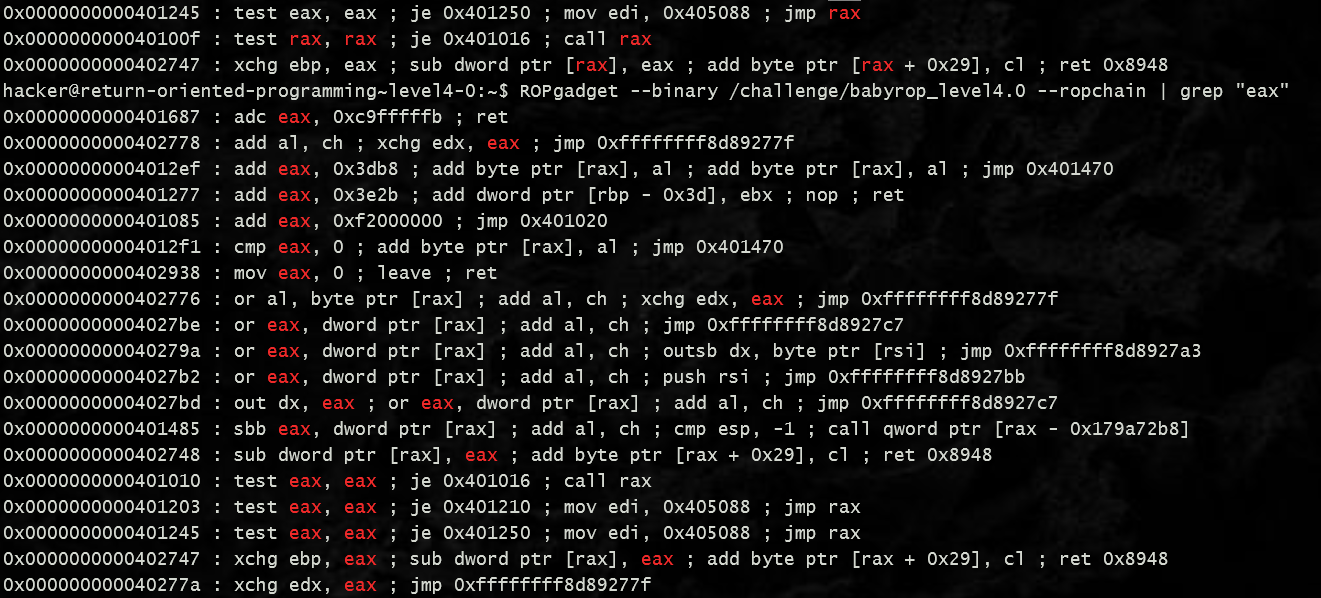 0x0000000000401245 : test eax, eax ; je 0x401250 ; mov edi, 0x405088 ; jmp rax
0x000000000040100f : test rax, rax ; je 0x401016 ; call rax
0x0000000000402747 : xchg ebp, eax ; sub dword ptr [rax], eax ; add byte ptr [rax + 0x29], cl ; ret 0x8948
hacker@return-oriented-programming~level4-0:~$ ROPgadget --binary /challenge/babyrop_level4.0 --ropchain | grep "eax"
0x0000000000401687 : adc eax, 0xc9fffffb ; ret
0x0000000000402778 : add al, ch ; xchg edx, eax ; jmp 0xffffffff8d89277f
0x00000000004012ef : add eax, 0x3db8 ; add byte ptr [rax], al ; add byte ptr [rax], al ; jmp 0x401470
0x0000000000401277 : add eax, 0x3e2b ; add dword ptr [rbp - 0x3d], ebx ; nop ; ret
0x0000000000401085 : add eax, 0xf2000000 ; jmp 0x401020
0x00000000004012f1 : cmp eax, 0 ; add byte ptr [rax], al ; jmp 0x401470
0x0000000000402938 : mov eax, 0 ; leave ; ret
0x0000000000402776 : or al, byte ptr [rax] ; add al, ch ; xchg edx, eax ; jmp 0xffffffff8d89277f
0x00000000004027be : or eax, dword ptr [rax] ; add al, ch ; jmp 0xffffffff8d8927c7
0x000000000040279a : or eax, dword ptr [rax] ; add al, ch ; outsb dx, byte ptr [rsi] ; jmp 0xffffffff8d8927a3
0x00000000004027b2 : or eax, dword ptr [rax] ; add al, ch ; push rsi ; jmp 0xffffffff8d8927bb
0x00000000004027bd : out dx, eax ; or eax, dword ptr [rax] ; add al, ch ; jmp 0xffffffff8d8927c7
0x0000000000401485 : sbb eax, dword ptr [rax] ; add al, ch ; cmp esp, -1 ; call qword ptr [rax - 0x179a72b8]
0x0000000000402748 : sub dword ptr [rax], eax ; add byte ptr [rax + 0x29], cl ; ret 0x8948
0x0000000000401010 : test eax, eax ; je 0x401016 ; call rax
0x0000000000401203 : test eax, eax ; je 0x401210 ; mov edi, 0x405088 ; jmp rax
0x0000000000401245 : test eax, eax ; je 0x401250 ; mov edi, 0x405088 ; jmp rax
0x0000000000402747 : xchg ebp, eax ; sub dword ptr [rax], eax ; add byte ptr [rax + 0x29], cl ; ret 0x8948
0x000000000040277a : xchg edx, eax ; jmp 0xffffffff8d89277f